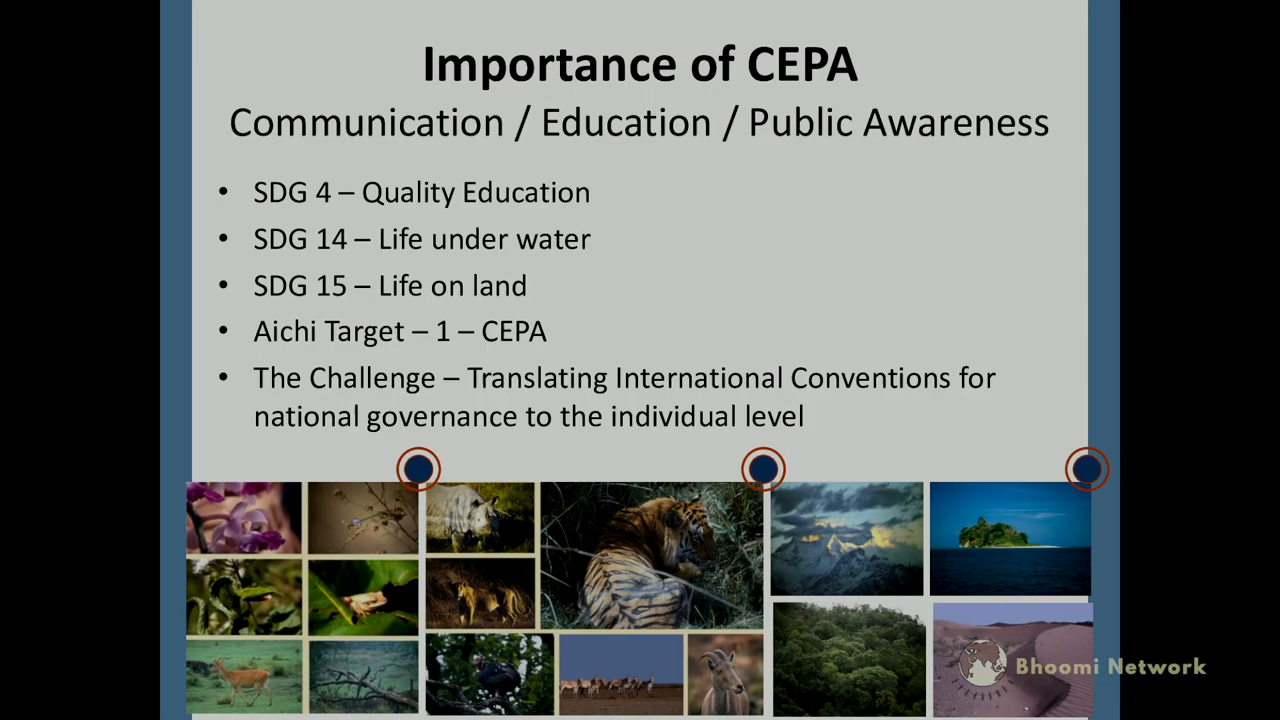 Importance of CEPA
Communication / Education / Public Awareness
• SDG 4 – Quality Education
• SDG 14 – Life under water
• SDG 15 – Life on land
• Aichi Target – 1 – CEPA
• The Challenge – Translating International Conventions for
national governance to the individual level
Bhoomi Network